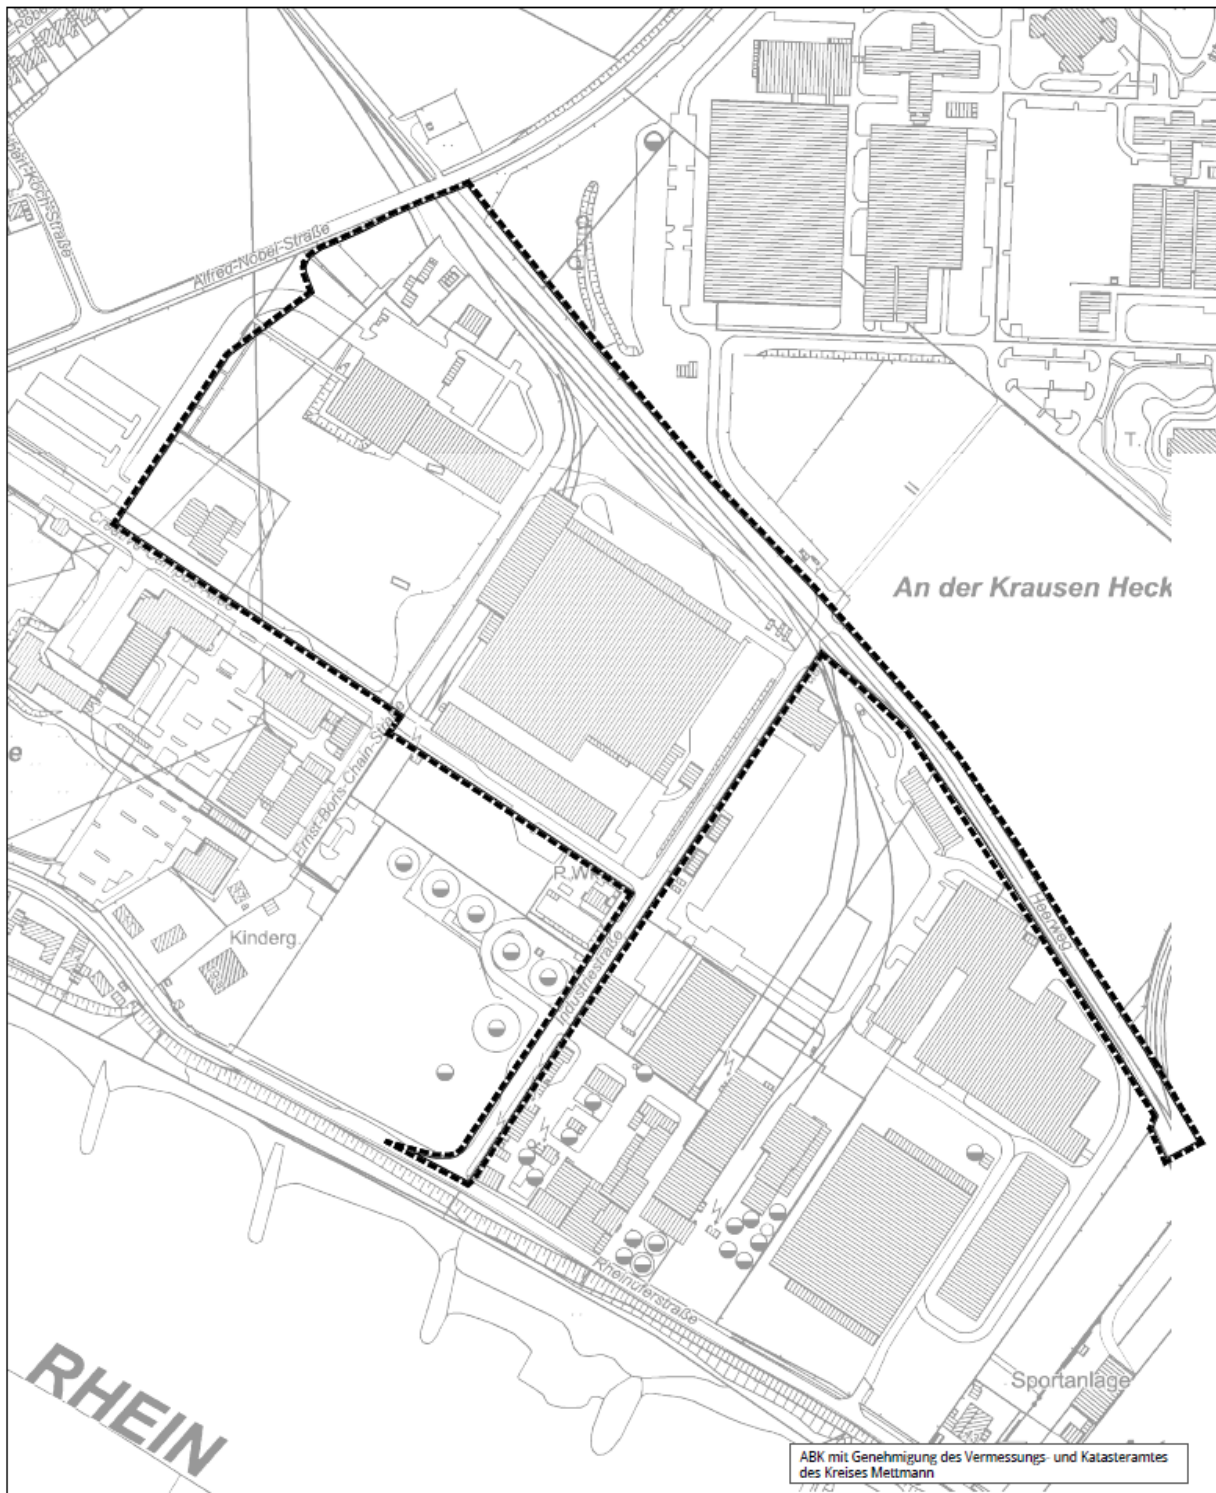 Alfred-Nobel-Straße
An der Krausen Heck
Ernst-Boris-Chain-Straße
P.W
e
Kinderg.
Industriestraße
Heerweg
T.
Rheinuferstraße
RHEIN
Sportanlage
ABK mit Genehmigung des Vermessungs- und Katasteramtes
des Kreises Mettmann